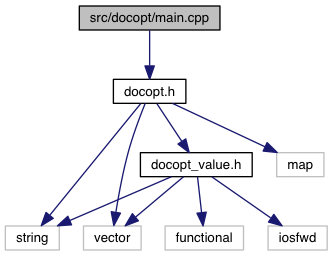 src/docopt/main.cpp
docopt.h
docopt_value.h
map
string
vector
functional
iosfwd